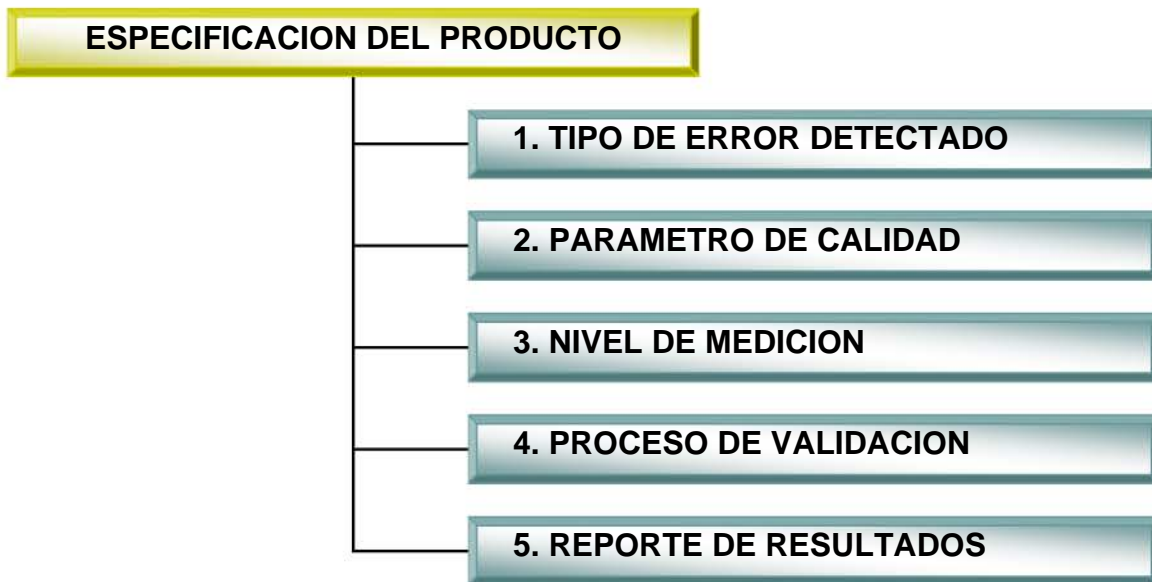 ESPECIFICACION DEL PRODUCTO
1. TIPO DE ERROR DETECTADO
2. PARAMETRO DE CALIDAD
3. NIVEL DE MEDICION
4. PROCESO DE VALIDACION
5. REPORTE DE RESULTADOS